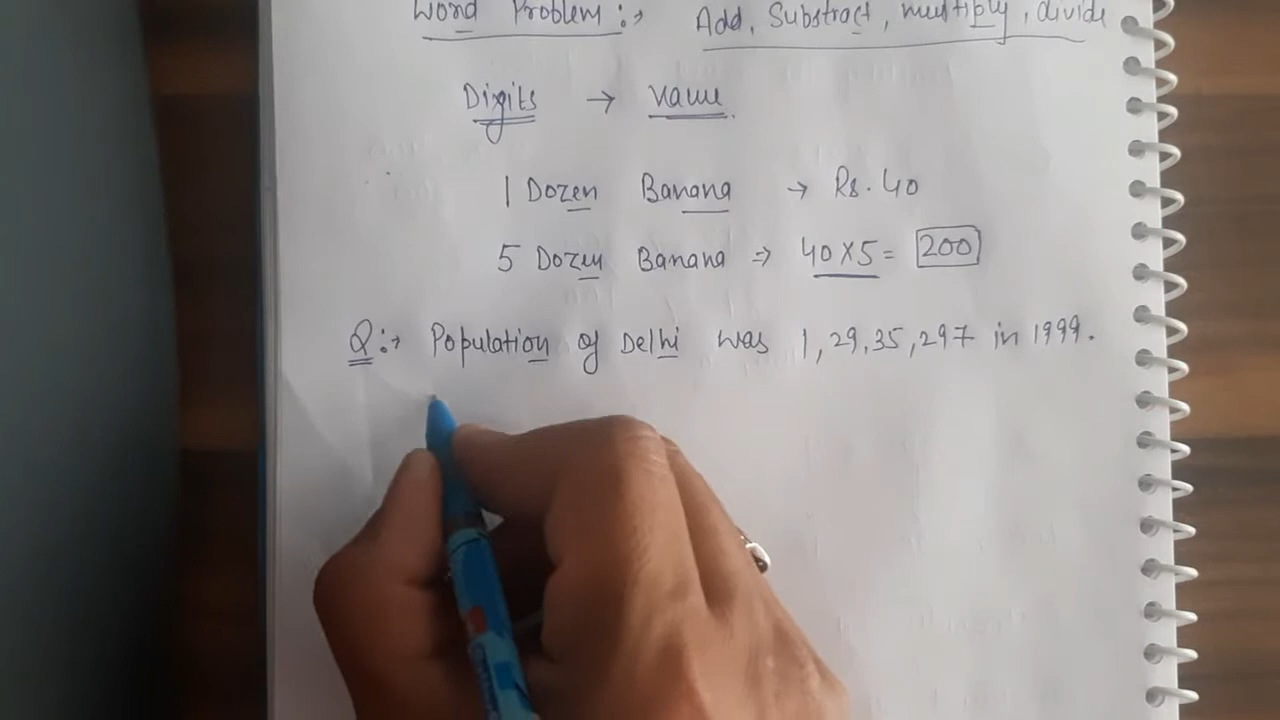 Word Problem :→ Add, Substract, multiply, divide
Digits → Value
1 Dozen Banana → Rs. 40
5 Dozen Banana ⇒ 40×5 = 200
Q :→ Population of Delhi was 1,29,35,297 in 1999.